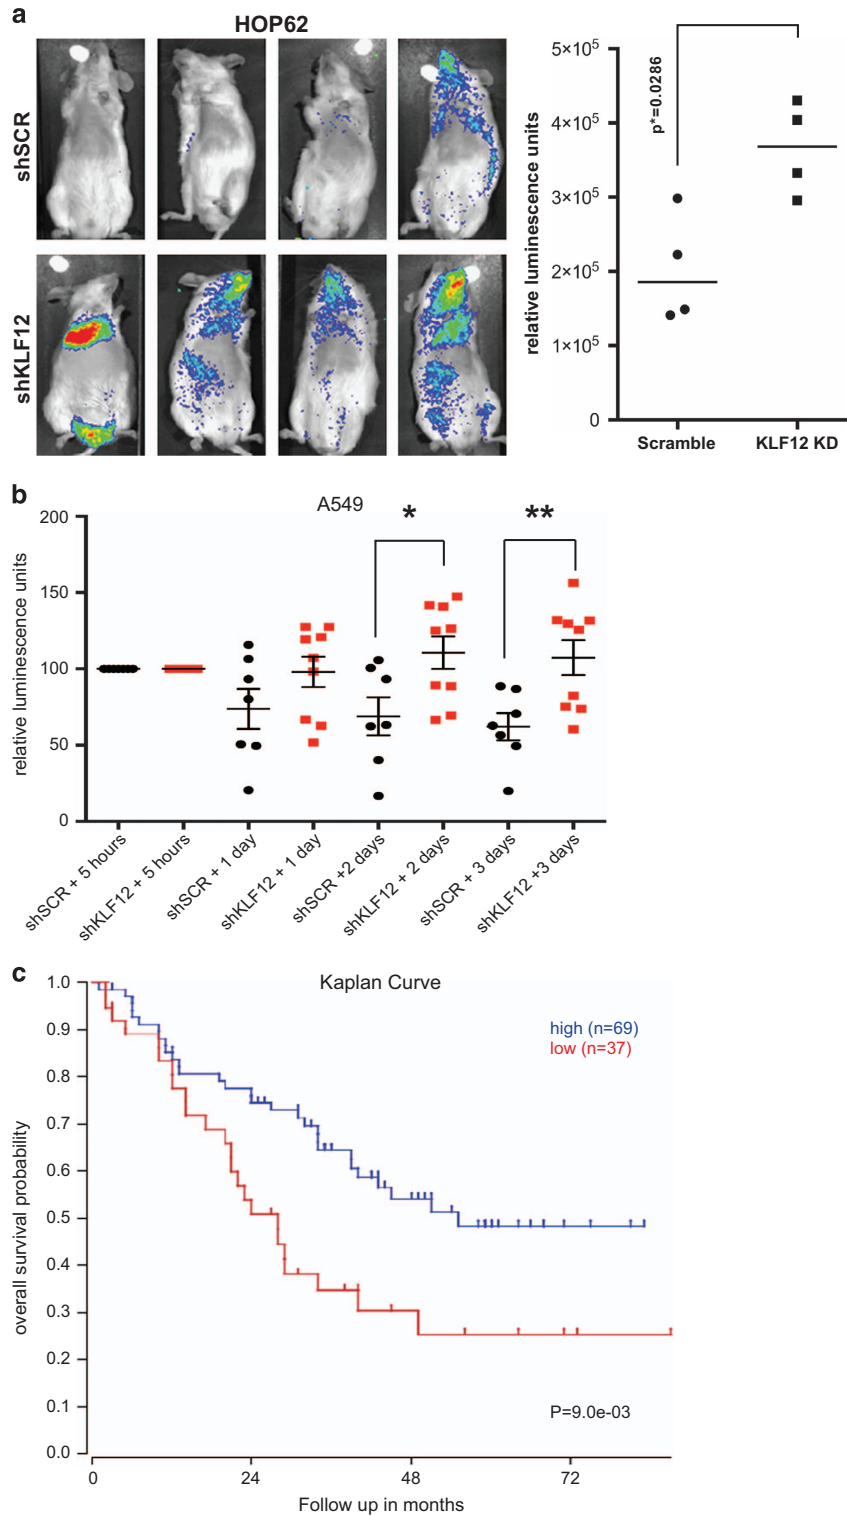 a
HOP62
shSCR
shKLF12
p*=0.0286
relative luminescence units
5×10⁵
4×10⁵
3×10⁵
2×10⁵
1×10⁵
0
Scramble
KLF12 KD
b
A549
*
**
relative luminescence units
200
150
100
50
0
shSCR + 5 hours
shKLF12 + 5 hours
shSCR + 1 day
shKLF12 + 1 day
shSCR +2 days
shKLF12 + 2 days
shSCR + 3 days
shKLF12 +3 days
c
Kaplan Curve
high (n=69)
low (n=37)
overall survival probability
1.0
0.9
0.8
0.7
0.6
0.5
0.4
0.3
0.2
0.1
0.0
P=9.0e-03
0
24
48
72
Follow up in months